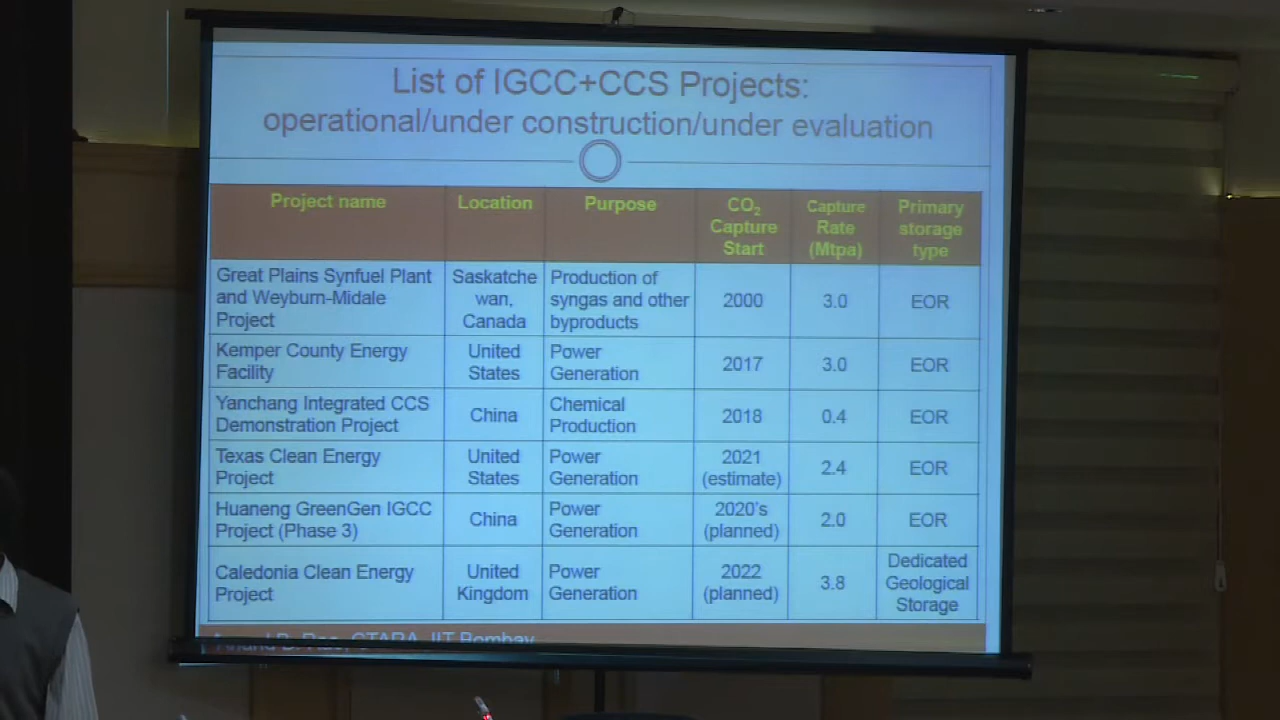 List of IGCC+CCS Projects:
operational/under construction/under evaluation
Project name
Location
Purpose
CO₂
Capture
Start
Capture
Rate
(Mtpa)
Primary
storage
type
Great Plains Synfuel Plant
and Weyburn-Midale
Project
Saskatche
wan,
Canada
Production of
syngas and other
byproducts
2000
3.0
EOR
Kemper County Energy
Facility
United
States
Power
Generation
2017
3.0
EOR
Yanchang Integrated CCS
Demonstration Project
China
Chemical
Production
2018
0.4
EOR
Texas Clean Energy
Project
United
States
Power
Generation
2021
(estimate)
2.4
EOR
Huaneng GreenGen IGCC
Project (Phase 3)
China
Power
Generation
2020's
(planned)
2.0
EOR
Caledonia Clean Energy
Project
United
Kingdom
Power
Generation
2022
(planned)
3.8
Dedicated
Geological
Storage
Anand B. Rao, CTARA, IIT Bombay